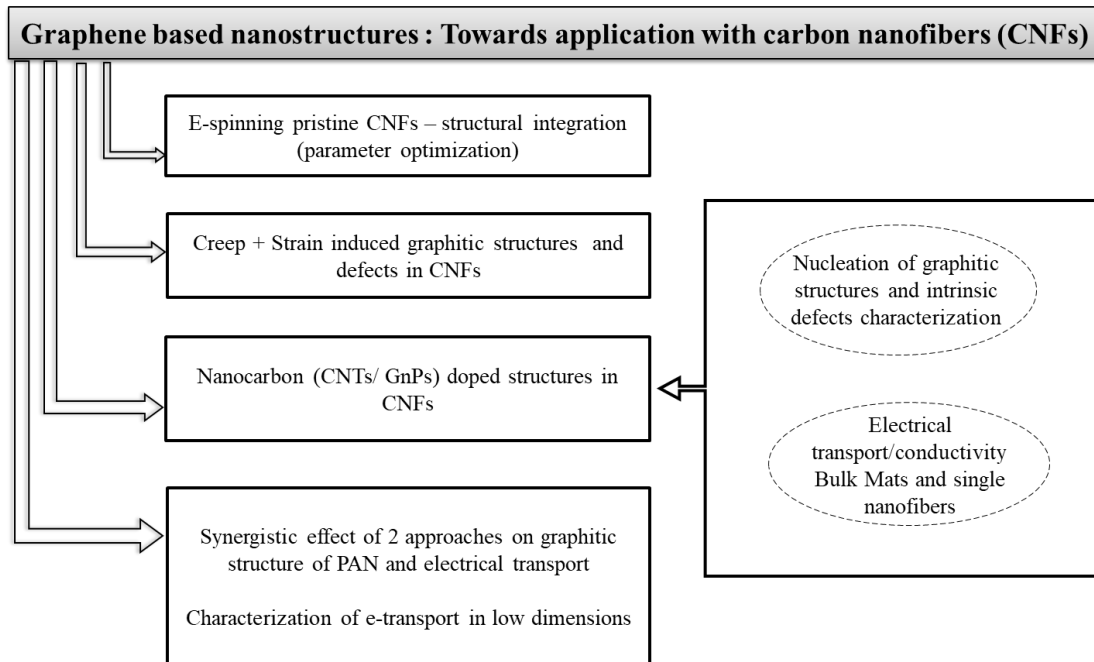 Graphene based nanostructures : Towards application with carbon nanofibers (CNFs)
E-spinning pristine CNFs – structural integration
(parameter optimization)
Creep + Strain induced graphitic structures and
defects in CNFs
Nanocarbon (CNTs/ GnPs) doped structures in
CNFs
Synergistic effect of 2 approaches on graphitic
structure of PAN and electrical transport
Characterization of e-transport in low dimensions
Nucleation of graphitic
structures and intrinsic
defects characterization
Electrical
transport/conductivity
Bulk Mats and single
nanofibers